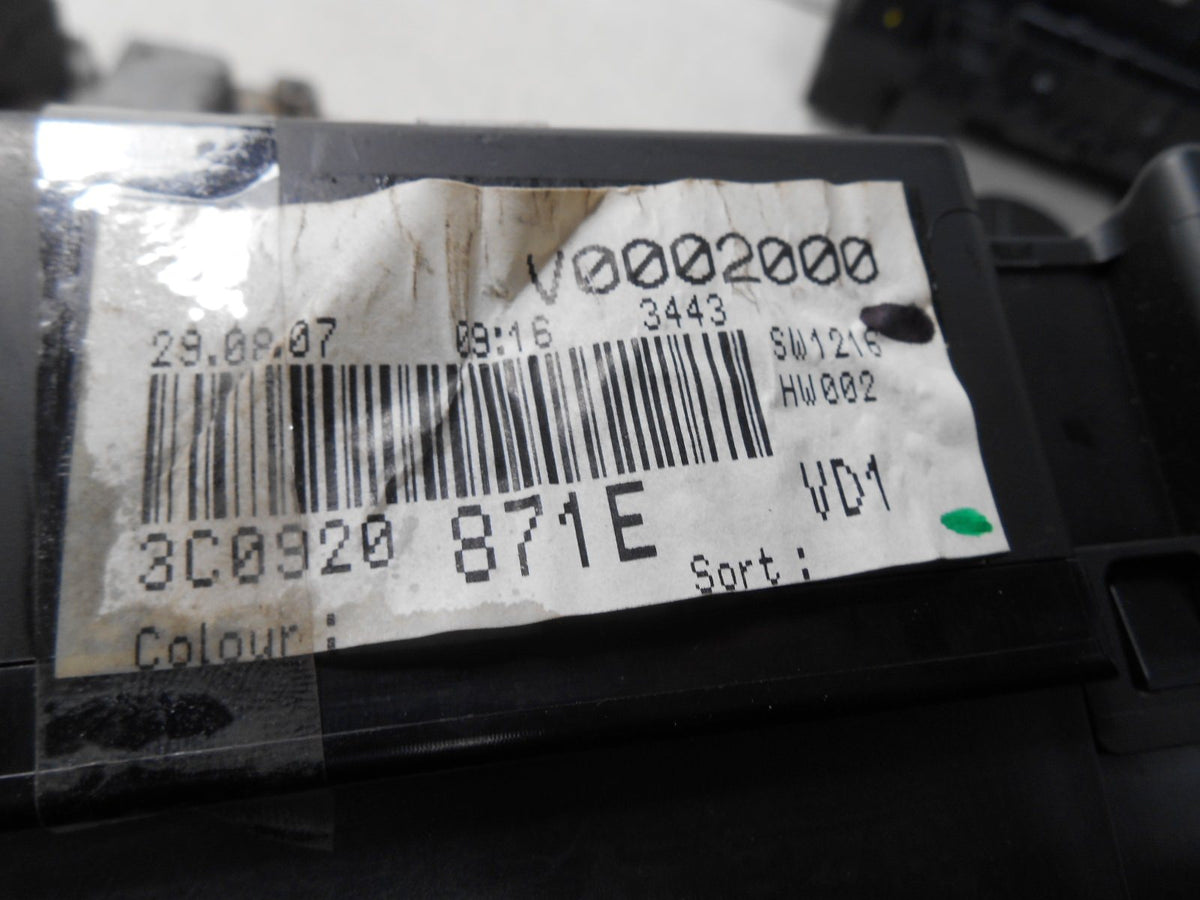 V0002000
29.08.07 09:16 3443
SW1216
HW002
3C0920 871E VD1
Colour: Sort: